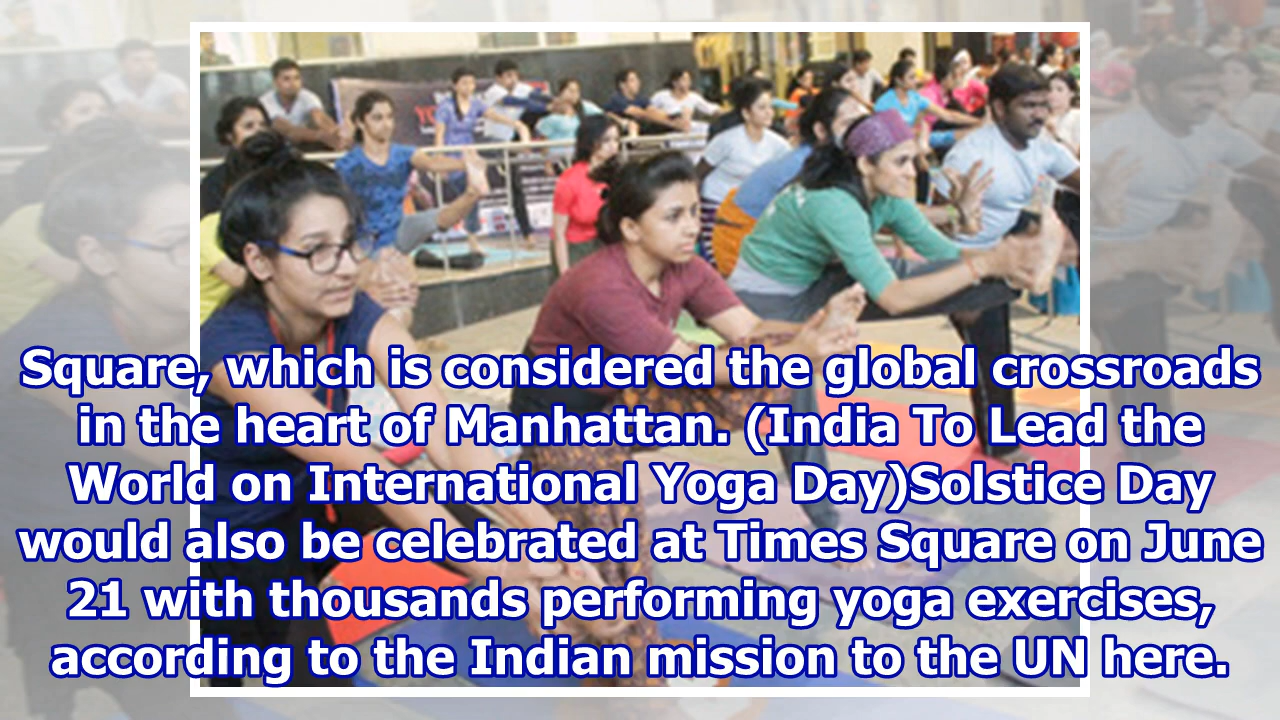 Square, which is considered the global crossroads
in the heart of Manhattan. (India To Lead the
World on International Yoga Day)Solstice Day
would also be celebrated at Times Square on June
21 with thousands performing yoga exercises,
according to the Indian mission to the UN here.